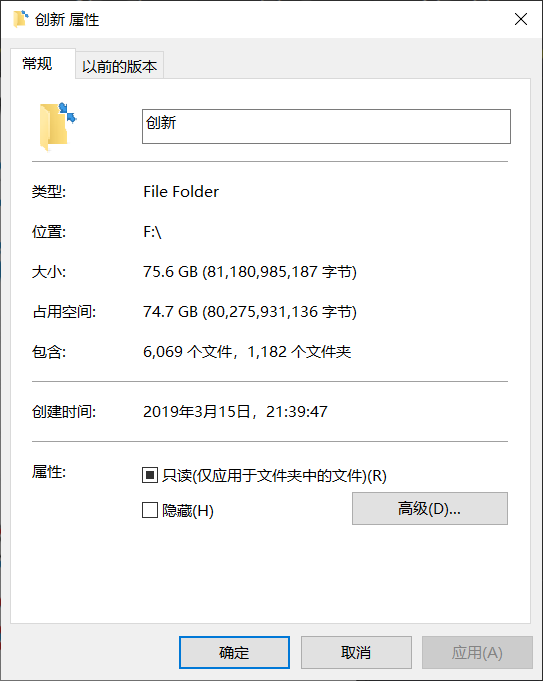 创新 属性
常规
以前的版本
创新
类型: File Folder
位置: F:\
大小: 75.6 GB (81,180,985,187 字节)
占用空间: 74.7 GB (80,275,931,136 字节)
包含: 6,069 个文件，1,182 个文件夹
创建时间: 2019年3月15日，21:39:47
属性: 只读(仅应用于文件夹中的文件)(R)
隐藏(H) 高级(D)...
确定 取消 应用(A)